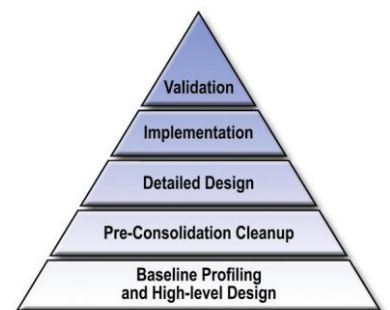 Validation
Implementation
Detailed Design
Pre-Consolidation Cleanup
Baseline Profiling
and High-level Design